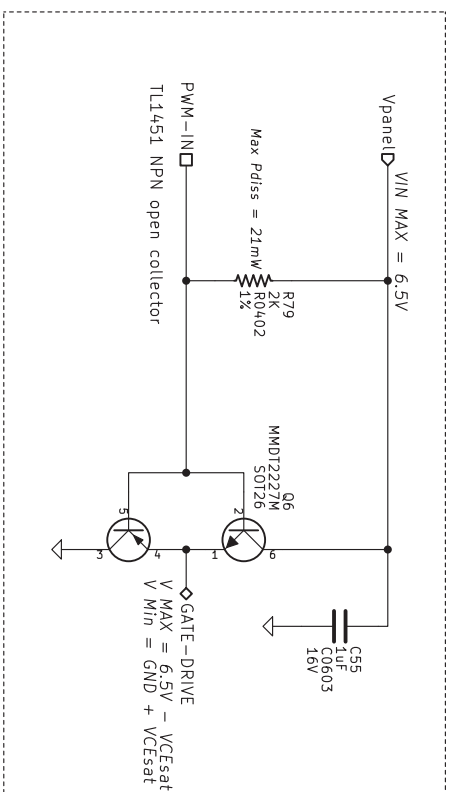 Vpanel
VIN MAX = 6.5V
R79
2K
R0402
1%
Max Pdiss = 21mW
PWM-IN
TL1451 NPN open collector
Q6
MMDT2227M
SOT26
2
6
1
5
4
3
C55
1uF
C0603
16V
GATE-DRIVE
V MAX = 6.5V - VCEsat
V Min = GND + VCEsat